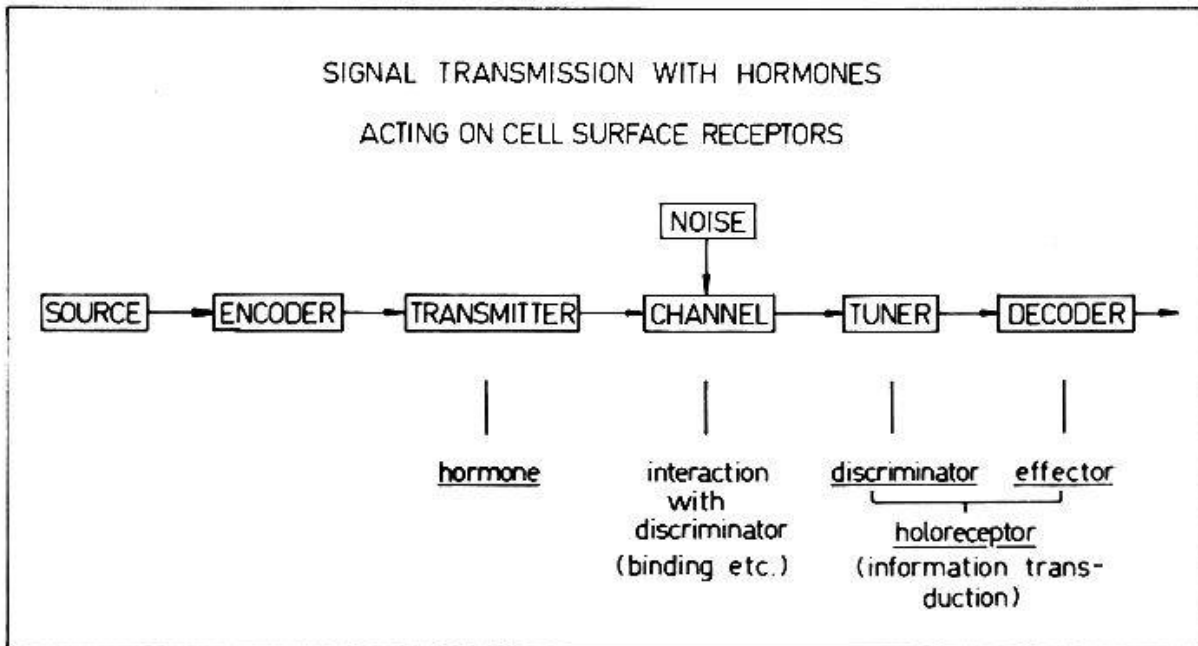 SIGNAL TRANSMISSION WITH HORMONES
ACTING ON CELL SURFACE RECEPTORS
NOISE
SOURCE
ENCODER
TRANSMITTER
CHANNEL
TUNER
DECODER
hormone
interaction
with
discriminator
(binding etc.)
discriminator
effector
holoreceptor
(information trans-
duction)